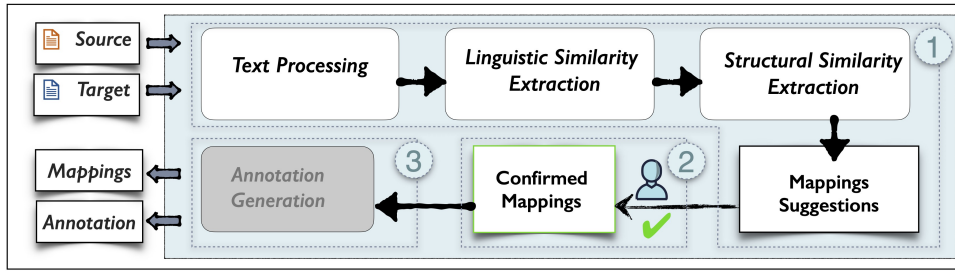 Source
Target
Text Processing
Linguistic Similarity
Extraction
Structural Similarity
Extraction
1
Mappings
Annotation
Annotation
Generation
3
Confirmed
Mappings
2
Mappings
Suggestions